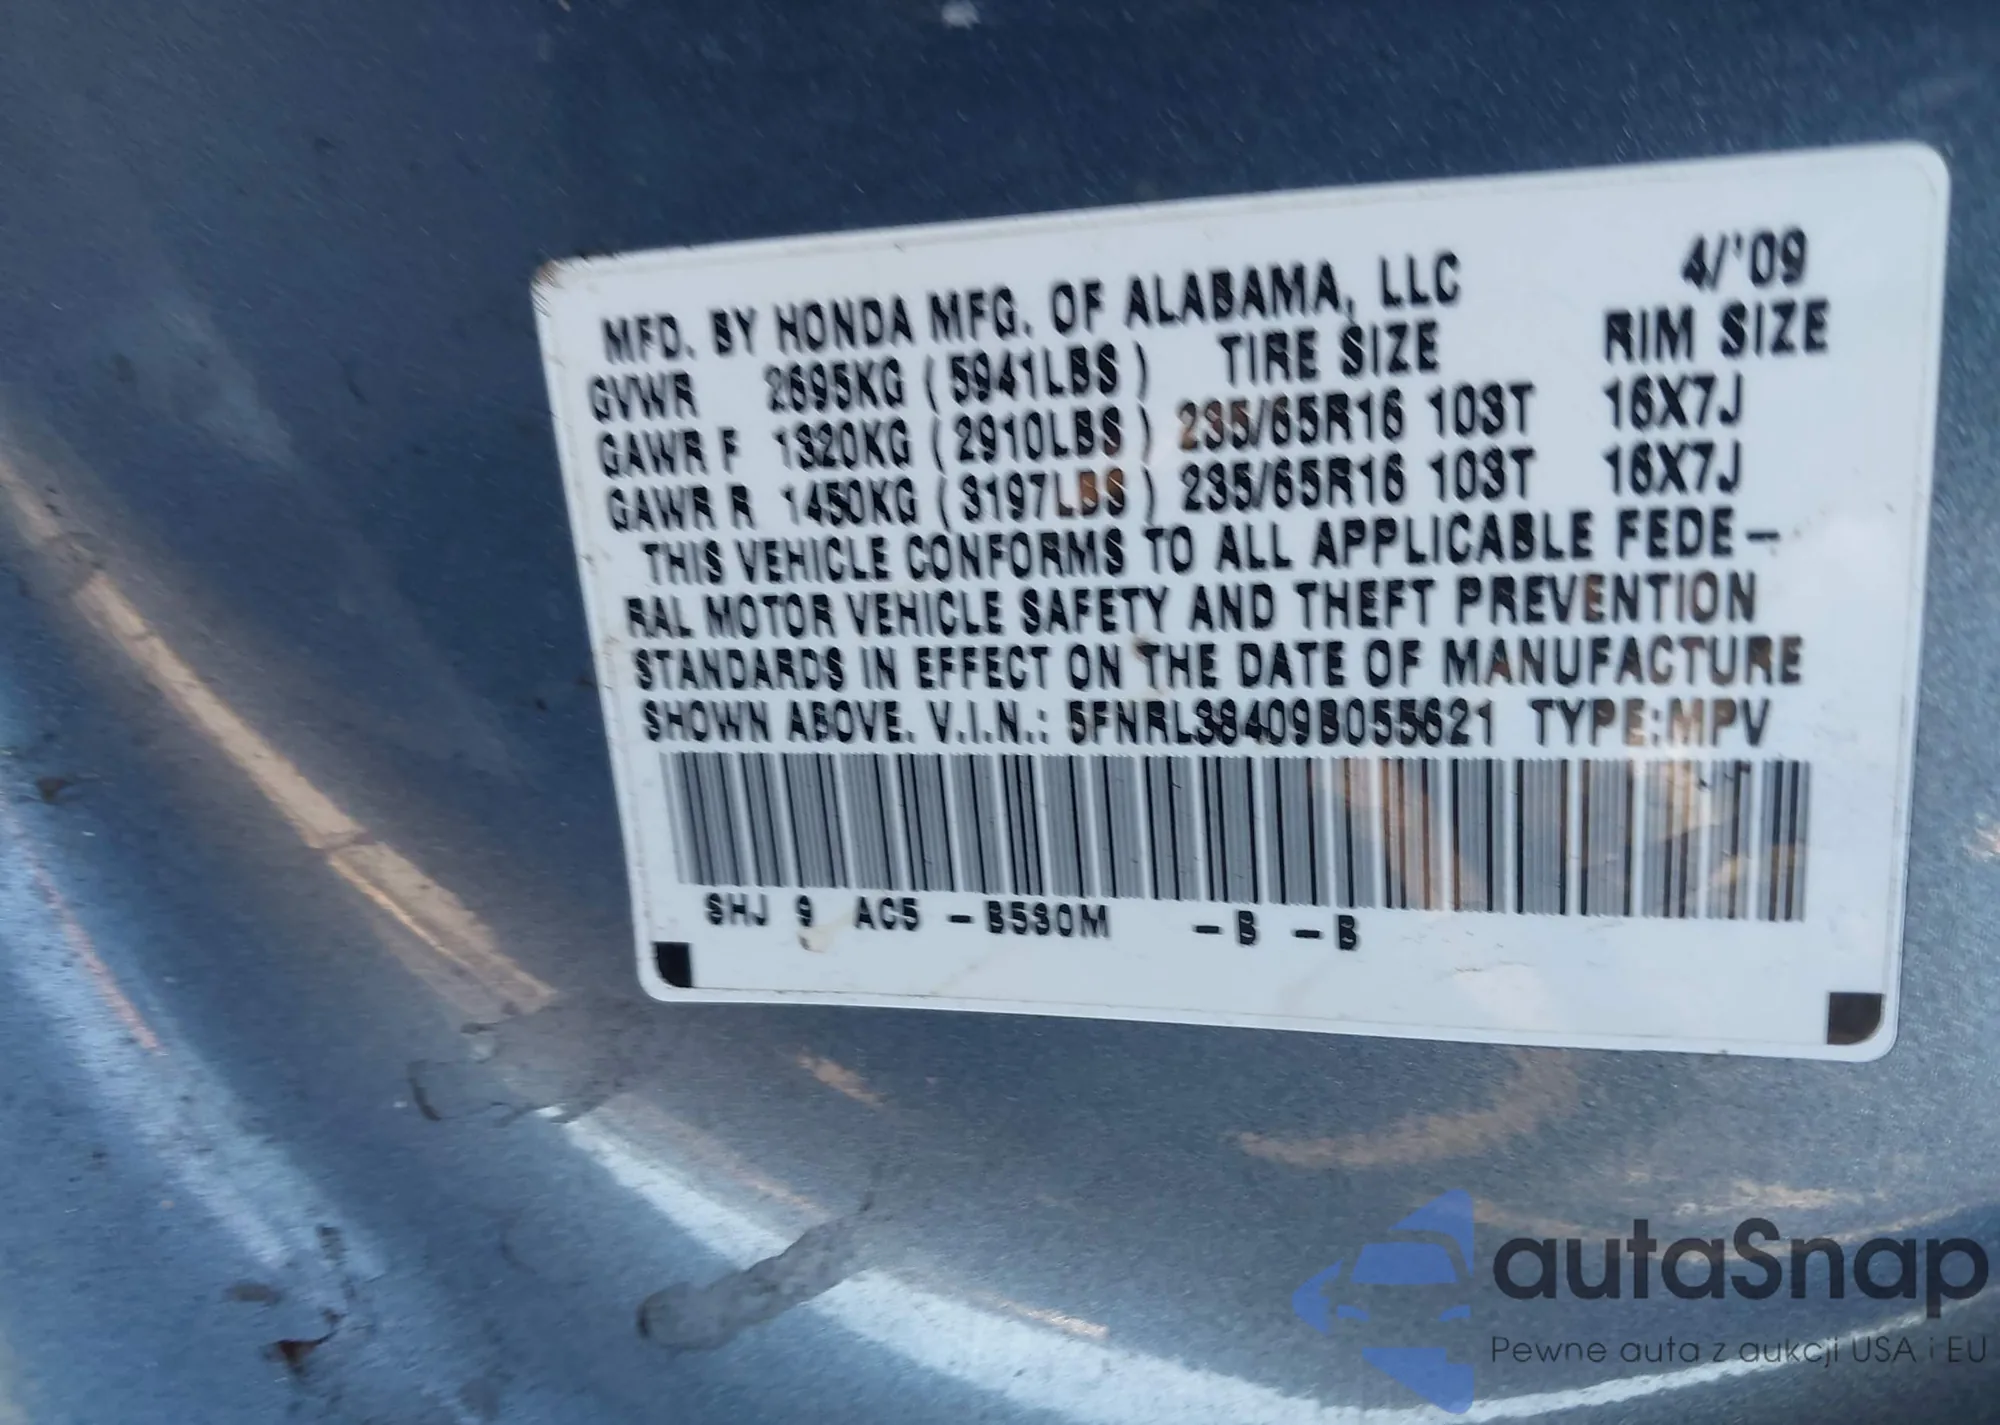 MFD. BY HONDA MFG. OF ALABAMA, LLC 4/'09
GVWR 2695KG ( 5941LBS ) TIRE SIZE RIM SIZE
GAWR F 1320KG ( 2910LBS ) 235/65R16 103T 16X7J
GAWR R 1450KG ( 3197LBS ) 235/65R16 103T 16X7J
THIS VEHICLE CONFORMS TO ALL APPLICABLE FEDE-
RAL MOTOR VEHICLE SAFETY AND THEFT PREVENTION
STANDARDS IN EFFECT ON THE DATE OF MANUFACTURE
SHOWN ABOVE. V.I.N.: 5FNRL38409B055621 TYPE:MPV
SHJ 9 AC5 - B530M - B - B
autaSnap
Pewne auta z aukcji USA i EU